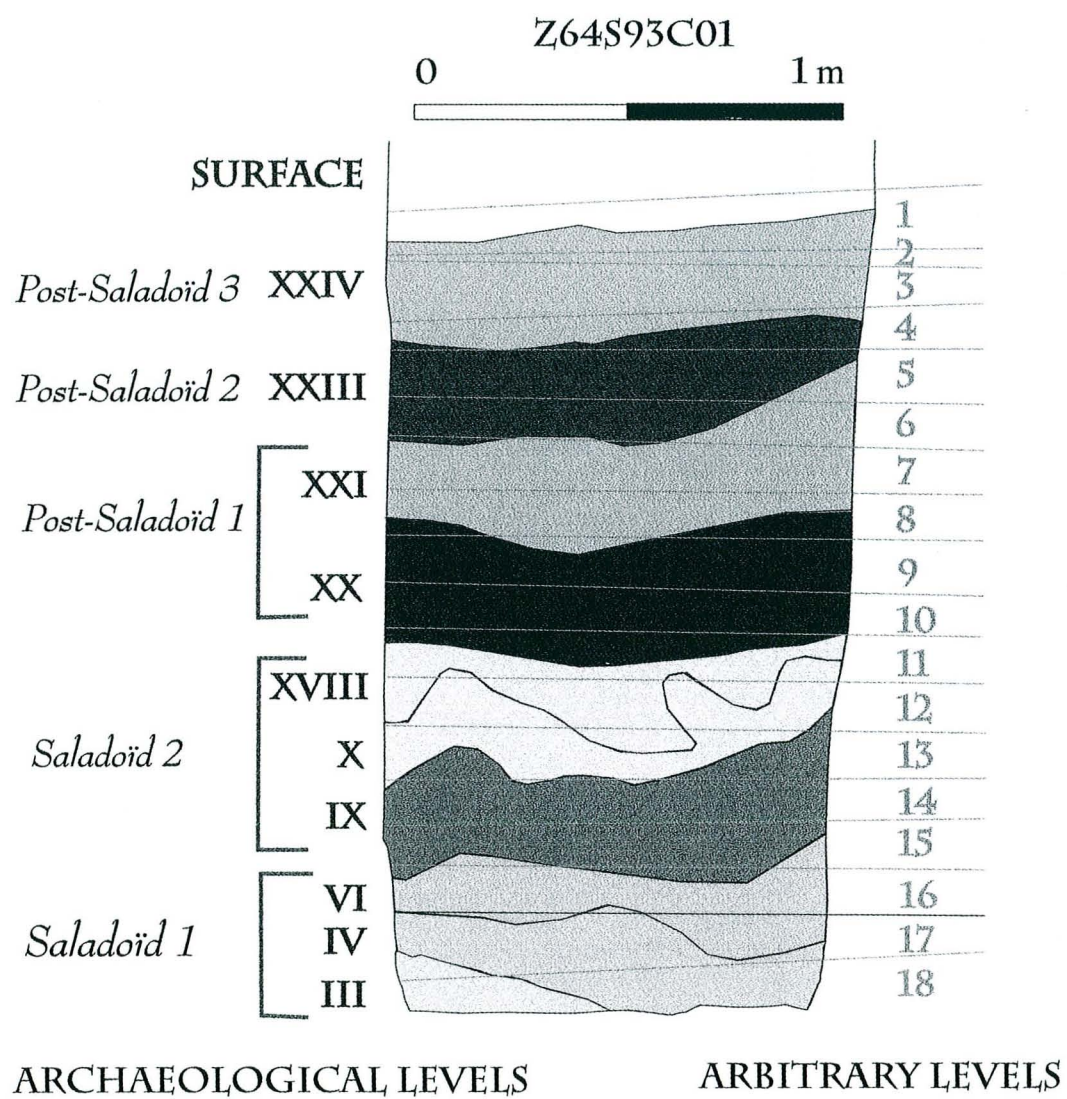 Z64S93C01
0 1 m
SURFACE
1
2
Post-Saladoïd 3 XXIV 3
4
Post-Saladoïd 2 XXIII 5
6
XXI 7
Post-Saladoïd 1 8
XX 9
10
11
XVIII 12
Saladoïd 2 X 13
IX 14
15
VI 16
Saladoïd 1 IV 17
III 18
ARCHAEOLOGICAL LEVELS ARBITRARY LEVELS